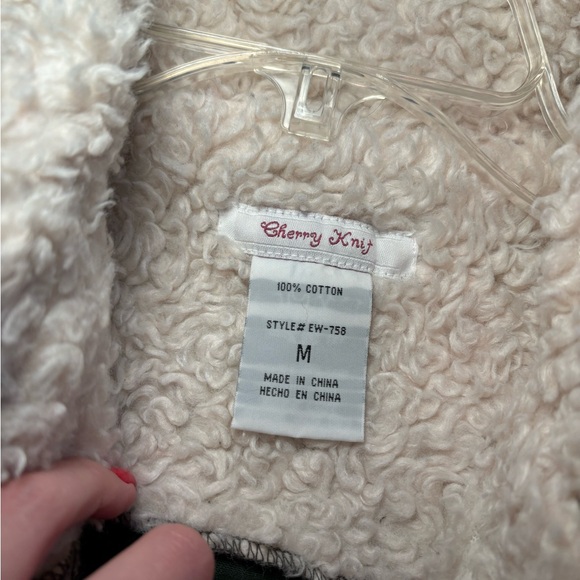 Cherry Knit
100% COTTON
STYLE# EW-758
M
MADE IN CHINA
HECHO EN CHINA